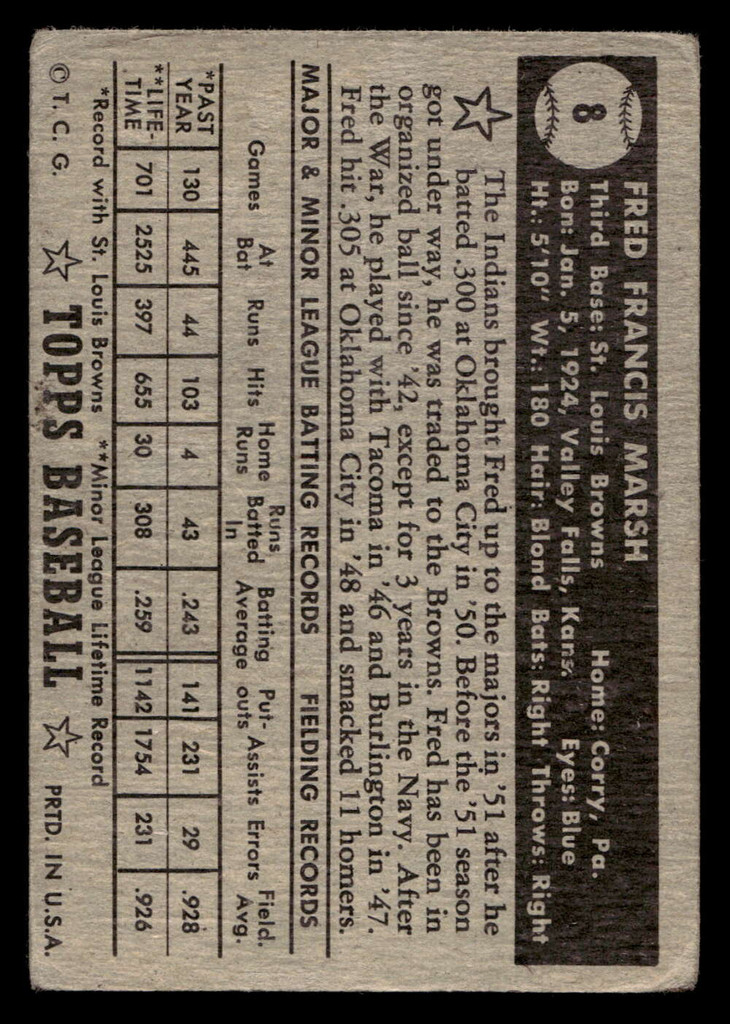 8
FRED FRANCIS MARSH
Third Base: St. Louis Browns Home: Corry, Pa.
Bon: Jan. 5, 1924, Valley Falls, Kans. Eyes: Blue
Ht.: 5'10" Wt.: 180 Hair: Blond Bats: Right Throws: Right
The Indians brought Fred up to the majors in '51 after he
batted .300 at Oklahoma City in '50. Before the '51 season
got under way, he was traded to the Browns. Fred has been in
organized ball since '42, except for 3 years in the Navy. After
the War, he played with Tacoma in '46 and Burlington in '47.
Fred hit .305 at Oklahoma City in '48 and smacked 11 homers.
MAJOR & MINOR LEAGUE BATTING RECORDS FIELDING RECORDS
Games At Bat Runs Hits Home Runs Runs Batted In Batting Average Put-outs Assists Errors Field. Avg.
*PAST YEAR 130 445 44 103 4 43 .243 141 231 29 .928
**LIFE-TIME 701 2525 397 655 30 308 .259 1142 1754 231 .926
*Record with St. Louis Browns **Minor League Lifetime Record
© T. C. G. TOPPS BASEBALL PRTD. IN U.S.A.